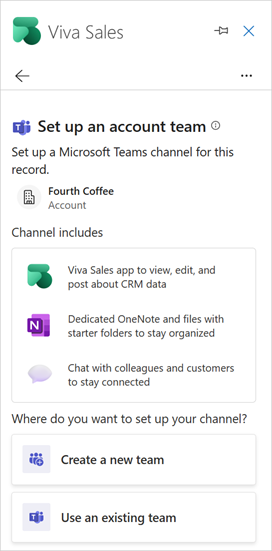 Viva Sales
Set up an account team
Set up a Microsoft Teams channel for this
record.
Fourth Coffee
Account
Channel includes
Viva Sales app to view, edit, and
post about CRM data
Dedicated OneNote and files with
starter folders to stay organized
Chat with colleagues and customers
to stay connected
Where do you want to set up your channel?
Create a new team
Use an existing team